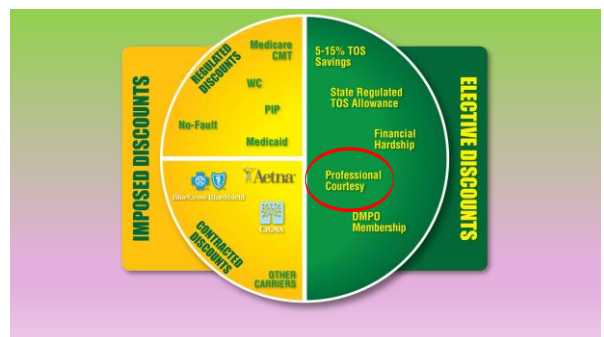 IMPOSED DISCOUNTS
REGULATED
DISCOUNTS
Medicare
CMT
WC
PIP
No-Fault
Medicaid
BlueCross BlueShield
Aetna
CIGNA
CONTRACTED
DISCOUNTS
OTHER
CARRIERS
5-15% TOS
Savings
State Regulated
TOS Allowance
Financial
Hardship
Professional
Courtesy
DMPO
Membership
ELECTIVE DISCOUNTS